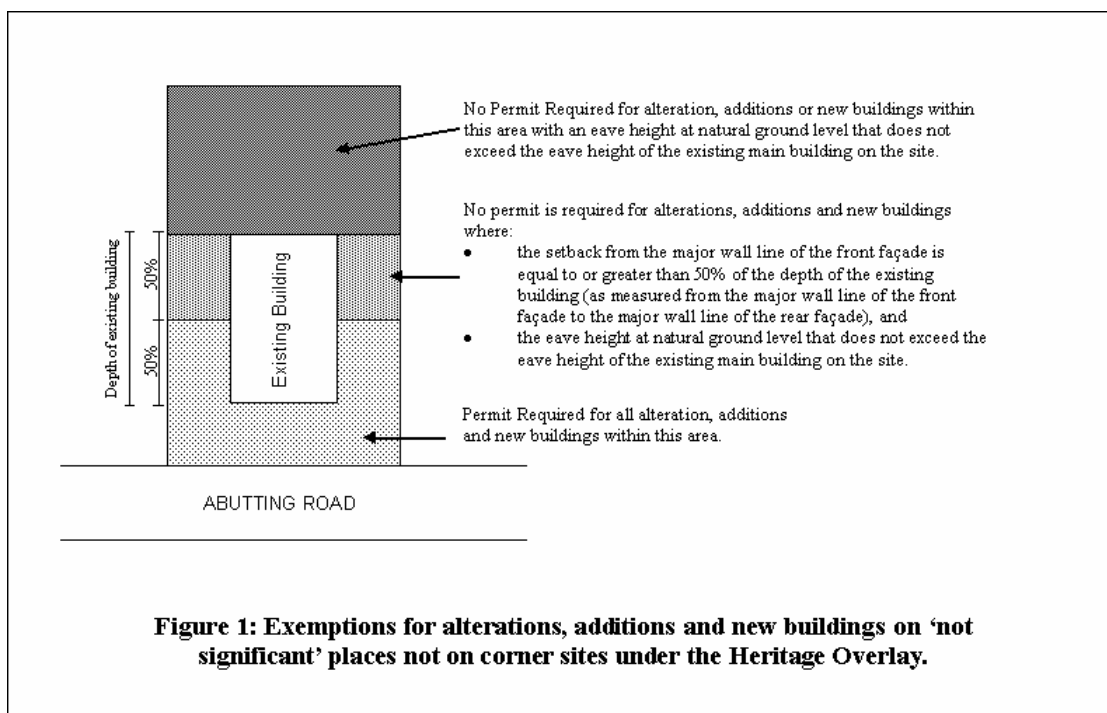 No Permit Required for alteration, additions or new buildings within
this area with an eave height at natural ground level that does not
exceed the eave height of the existing main building on the site.
No permit is required for alterations, additions and new buildings
where:
• the setback from the major wall line of the front façade is
equal to or greater than 50% of the depth of the existing
building (as measured from the major wall line of the front
façade to the major wall line of the rear façade), and
• the eave height at natural ground level that does not exceed the
eave height of the existing main building on the site.
Depth of existing building
50%
50%
Existing Building
Permit Required for all alteration, additions
and new buildings within this area.
ABUTTING ROAD
Figure 1: Exemptions for alterations, additions and new buildings on ‘not
significant’ places not on corner sites under the Heritage Overlay.